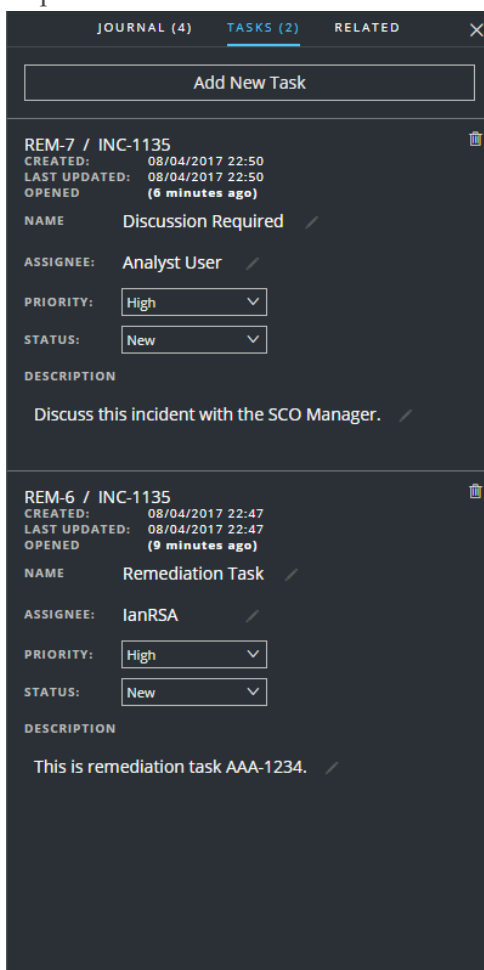 JOURNAL (4) TASKS (2) RELATED
Add New Task
REM-7 / INC-1135
CREATED: 08/04/2017 22:50
LAST UPDATED: 08/04/2017 22:50
OPENED (6 minutes ago)
NAME Discussion Required
ASSIGNEE: Analyst User
PRIORITY: High
STATUS: New
DESCRIPTION
Discuss this incident with the SCO Manager.
REM-6 / INC-1135
CREATED: 08/04/2017 22:47
LAST UPDATED: 08/04/2017 22:47
OPENED (9 minutes ago)
NAME Remediation Task
ASSIGNEE: IanRSA
PRIORITY: High
STATUS: New
DESCRIPTION
This is remediation task AAA-1234.